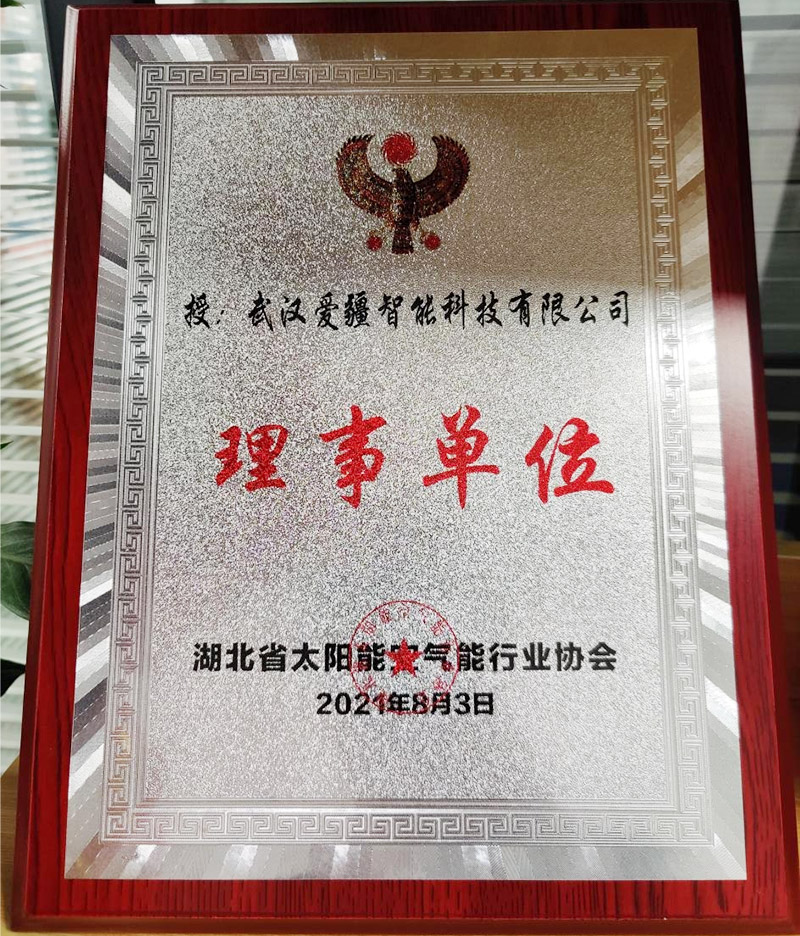 授：武汉爱疆智能科技有限公司
理事单位
湖北省太阳能空气能行业协会
2021年8月3日